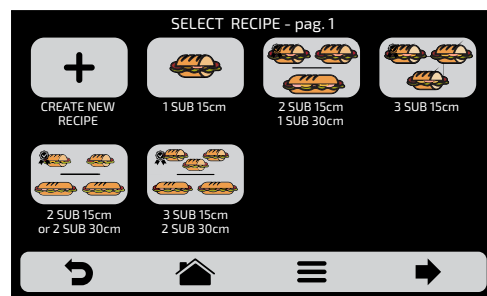 SELECT RECIPE - pag. 1
CREATE NEW
RECIPE
1 SUB 15cm
2 SUB 15cm
1 SUB 30cm
3 SUB 15cm
2 SUB 15cm
or 2 SUB 30cm
3 SUB 15cm
2 SUB 30cm